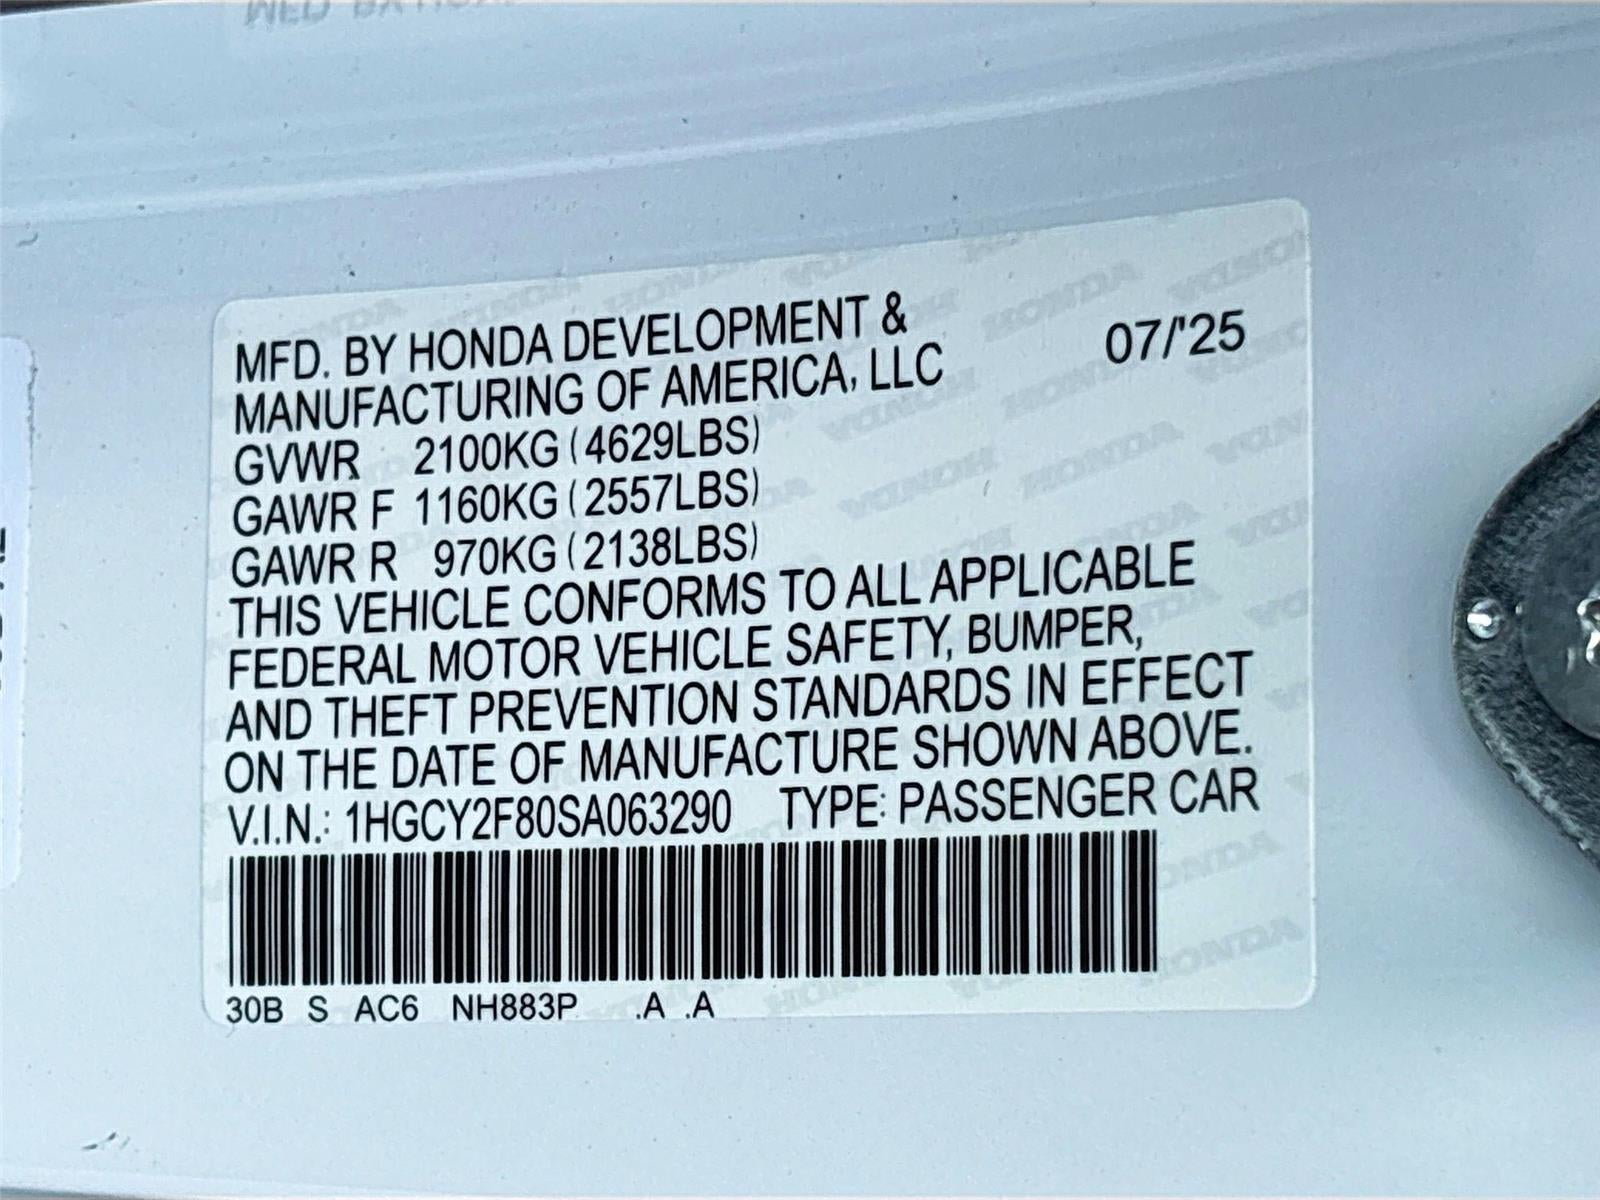 MFD. BY HONDA DEVELOPMENT &
MANUFACTURING OF AMERICA, LLC 07/'25
GVWR 2100KG (4629LBS)
GAWR F 1160KG (2557LBS)
GAWR R 970KG (2138LBS)
THIS VEHICLE CONFORMS TO ALL APPLICABLE
FEDERAL MOTOR VEHICLE SAFETY, BUMPER,
AND THEFT PREVENTION STANDARDS IN EFFECT
ON THE DATE OF MANUFACTURE SHOWN ABOVE.
V.I.N.: 1HGCY2F80SA063290 TYPE: PASSENGER CAR
30B S AC6 NH883P .A .A